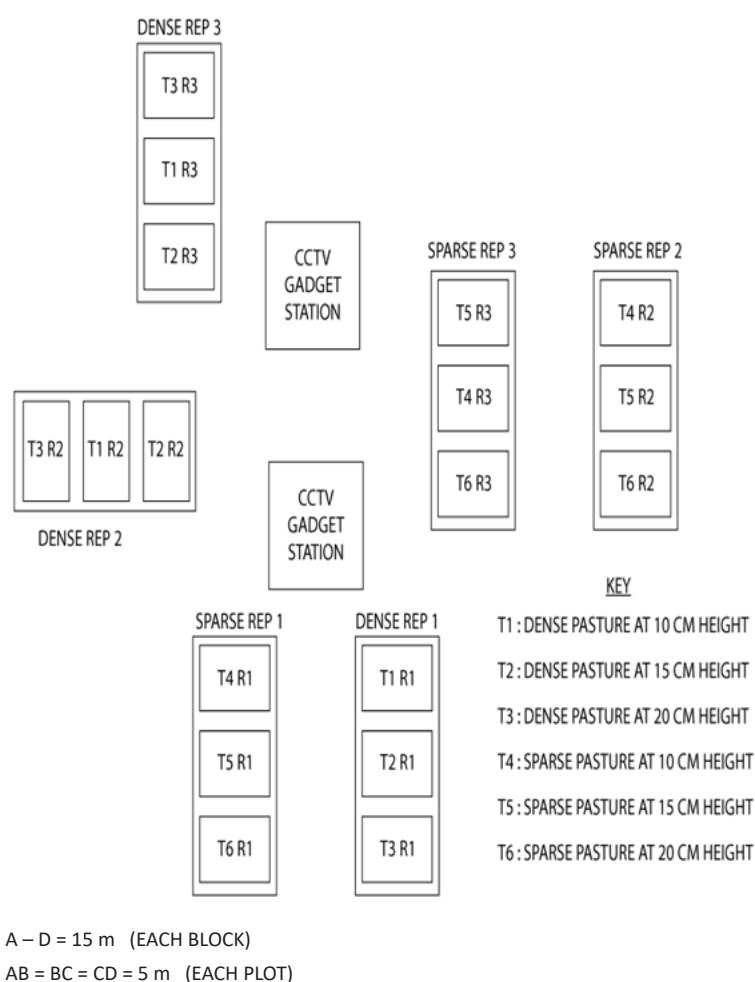 DENSE REP 3
T3 R3
T1 R3
T2 R3
CCTV
GADGET
STATION
SPARSE REP 3
T5 R3
T4 R3
T6 R3
SPARSE REP 2
T4 R2
T5 R2
T6 R2
T3 R2
T1 R2
T2 R2
DENSE REP 2
CCTV
GADGET
STATION
SPARSE REP 1
T4 R1
T5 R1
T6 R1
DENSE REP 1
T1 R1
T2 R1
T3 R1
KEY
T1 : DENSE PASTURE AT 10 CM HEIGHT
T2 : DENSE PASTURE AT 15 CM HEIGHT
T3 : DENSE PASTURE AT 20 CM HEIGHT
T4 : SPARSE PASTURE AT 10 CM HEIGHT
T5 : SPARSE PASTURE AT 15 CM HEIGHT
T6 : SPARSE PASTURE AT 20 CM HEIGHT
A – D = 15 m (EACH BLOCK)
AB = BC = CD = 5 m (EACH PLOT)